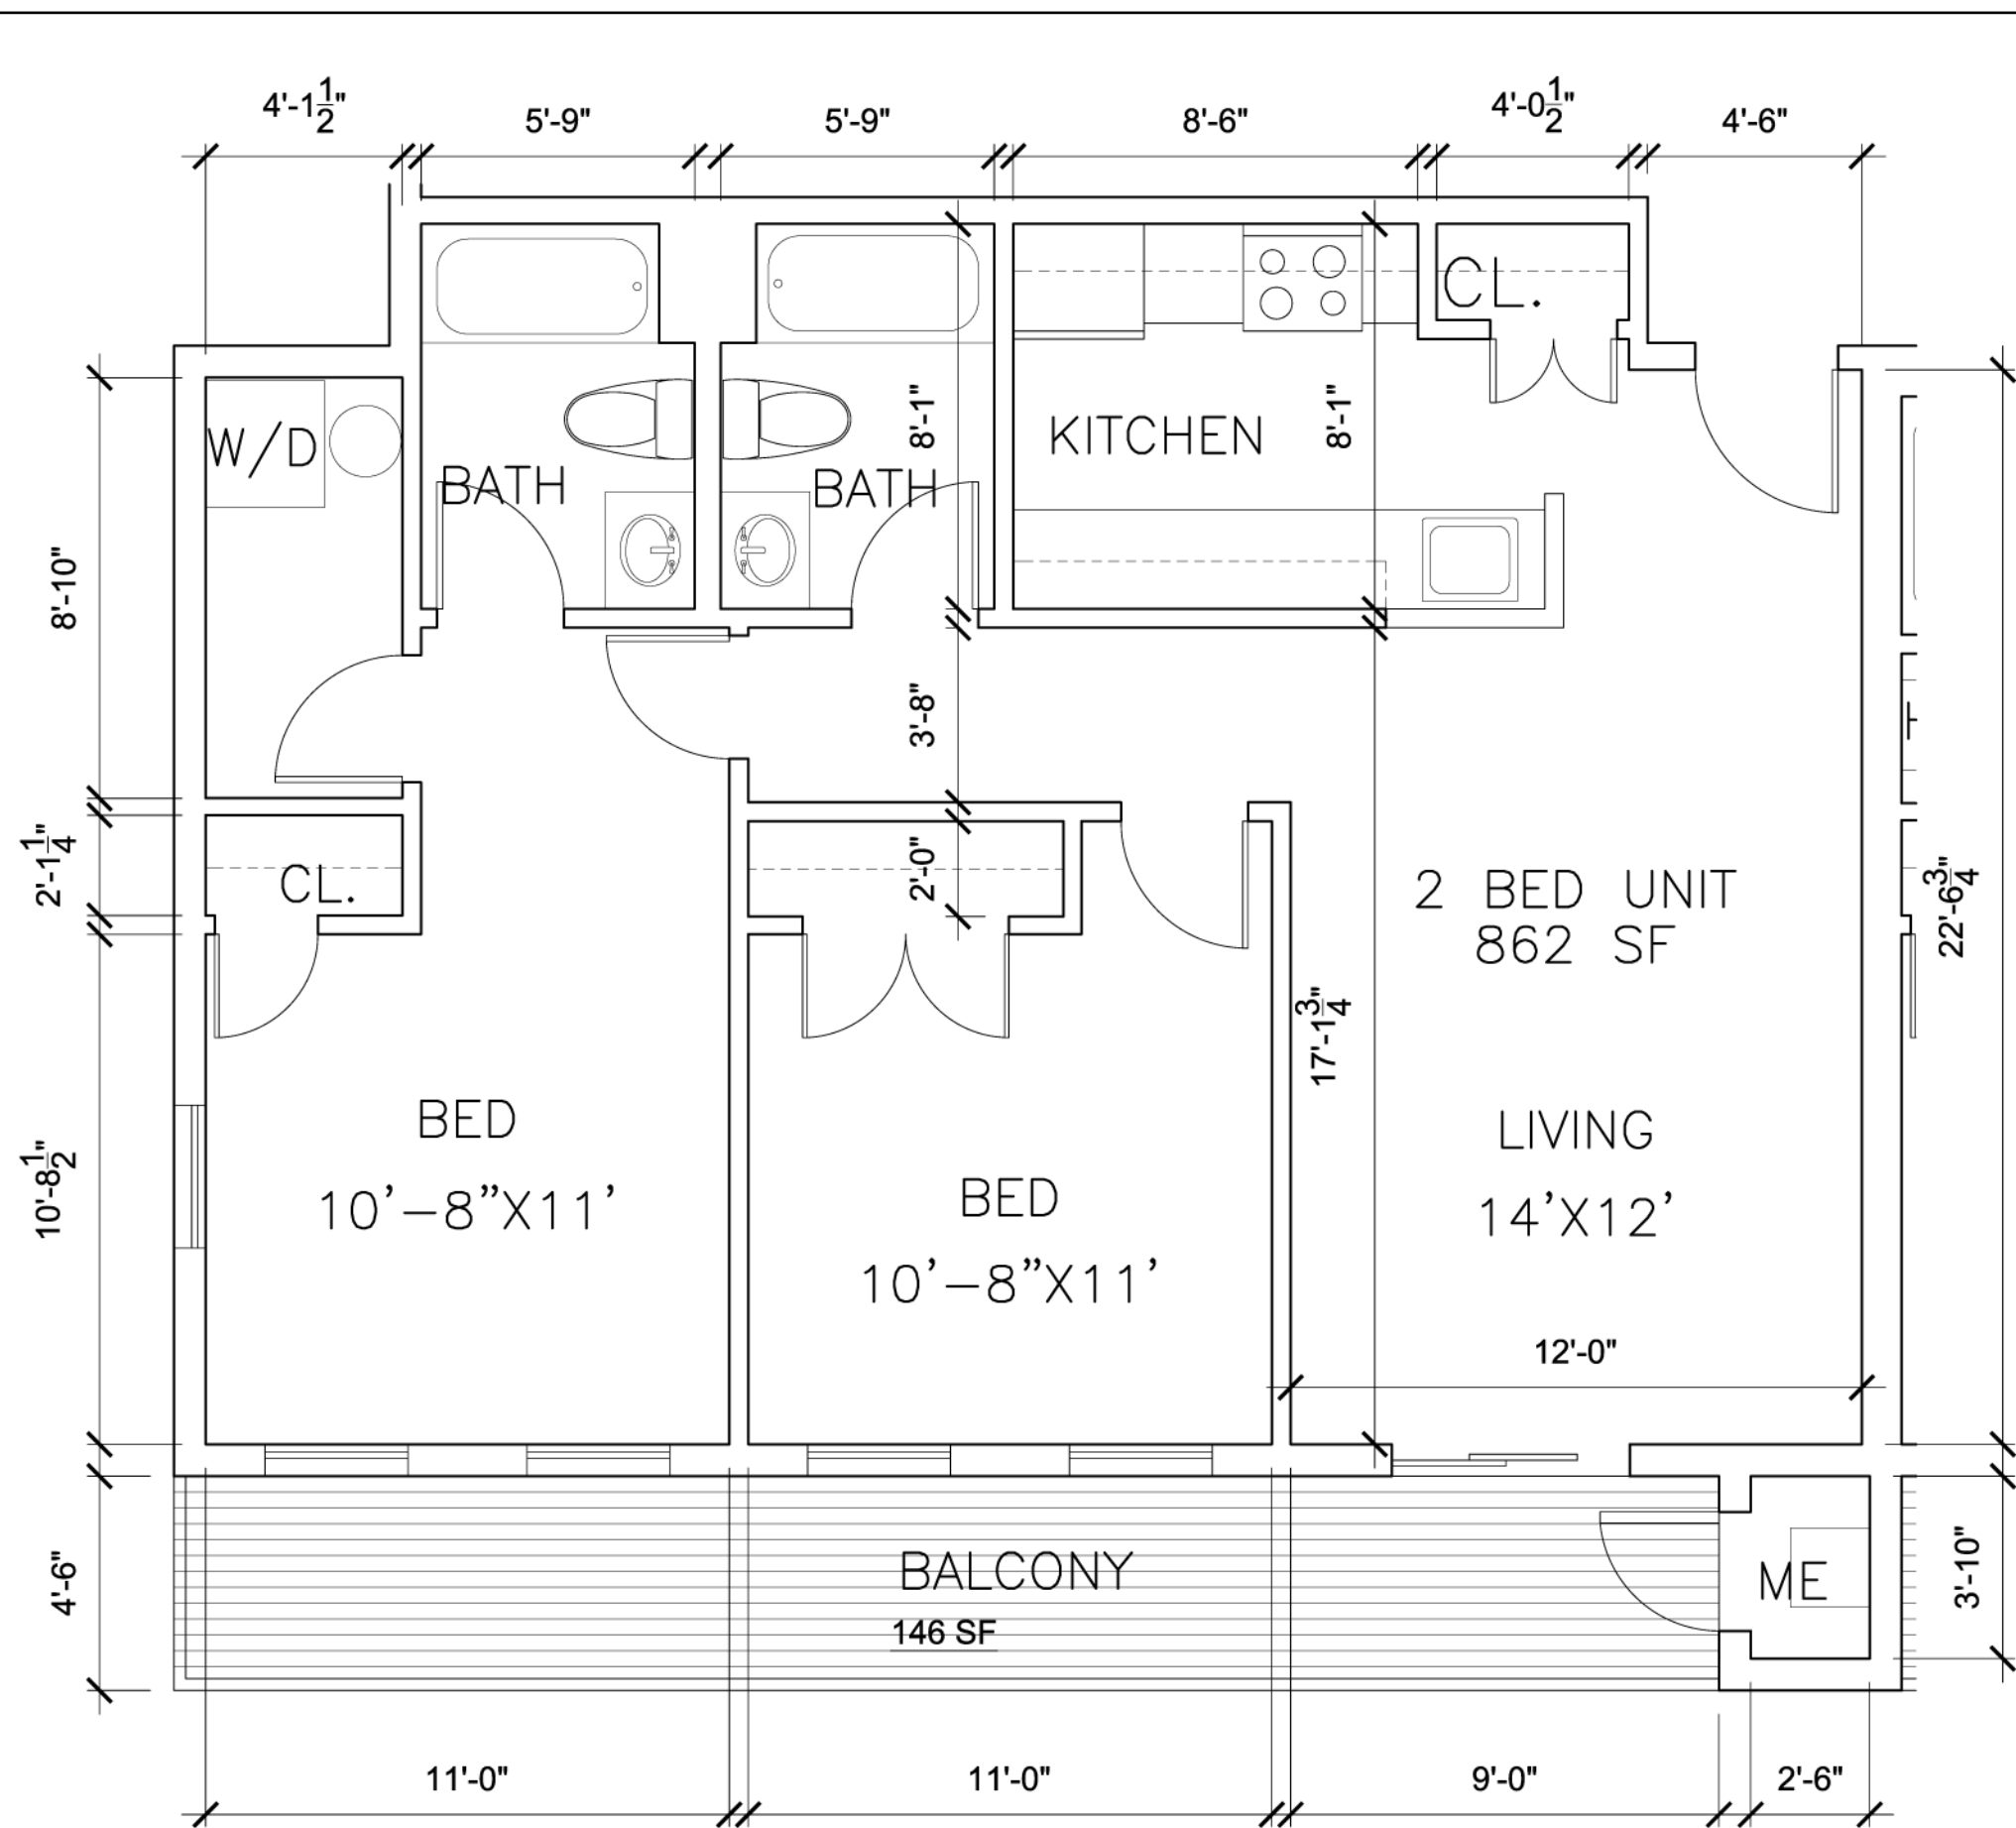 4'-1 1/2"
5'-9"
5'-9"
8'-6"
4'-0 1/2"
4'-6"
CL.
W/D
BATH
BATH
8'-1"
KITCHEN
8'-1"
8'-10"
3'-8"
2'-1 1/4"
CL.
2'-0"
2 BED UNIT
862 SF
22'-6 3/4"
17'-1 3/4"
BED
10'-8"X11'
BED
10'-8"X11'
LIVING
14'X12'
10'-8 1/2"
12'-0"
4'-6"
BALCONY
146 SF
ME
3'-10"
11'-0"
11'-0"
9'-0"
2'-6"